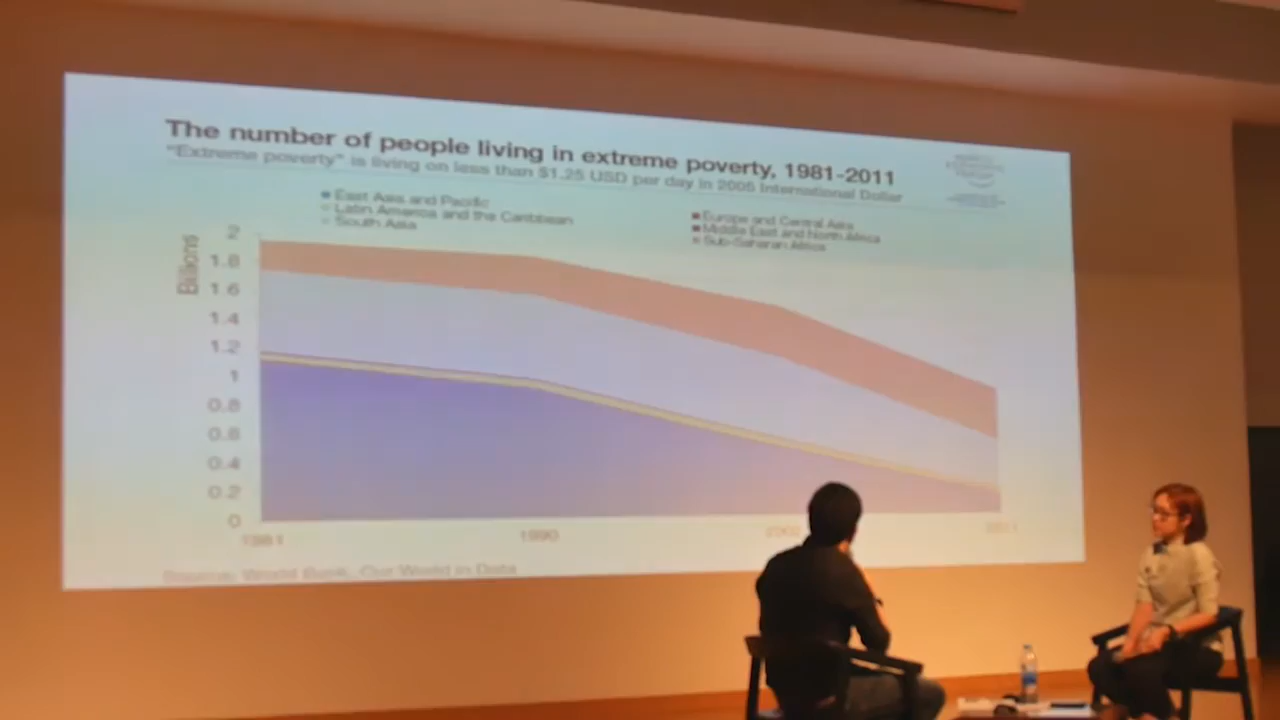 The number of people living in extreme poverty, 1981-2011
"Extreme poverty" is living on less than $1.25 USD per day in 2005 International Dollar
East Asia and Pacific
Latin America and the Caribbean
South Asia
Europe and Central Asia
Middle East and North Africa
Sub-Saharan Africa
Billions
2
1.8
1.6
1.4
1.2
1
0.8
0.6
0.4
0.2
0
1981
1990
2002
2011
Source: World Bank, Our World in Data